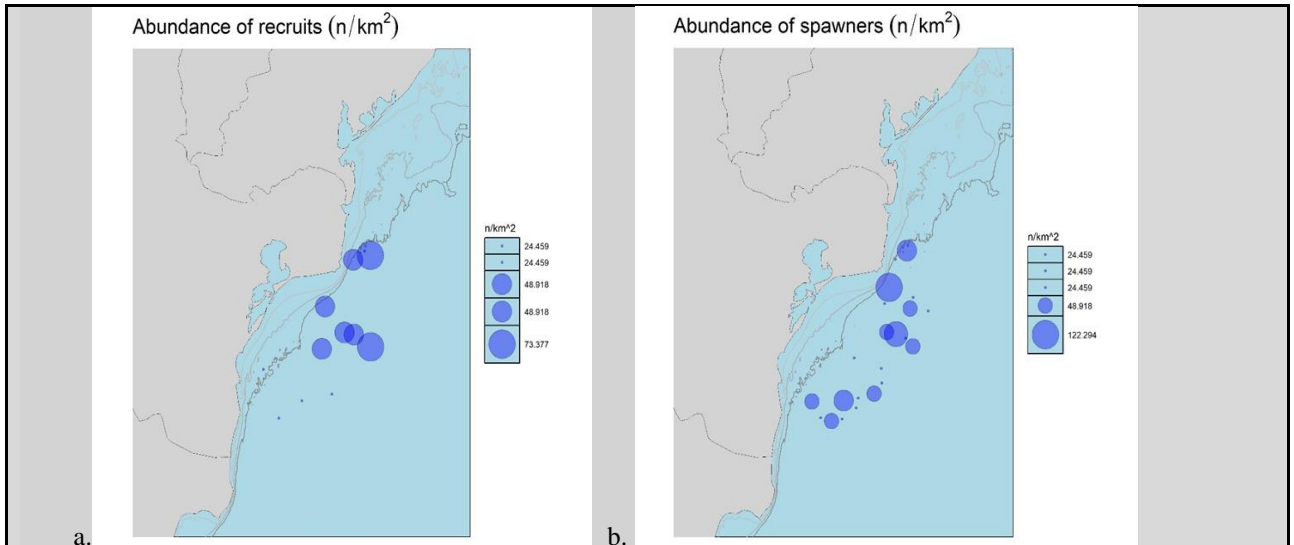 Abundance of recruits (n/km²)
n/km^2
24.459
24.459
48.918
48.918
73.377
a.
Abundance of spawners (n/km²)
n/km^2
24.459
24.459
24.459
48.918
122.294
b.